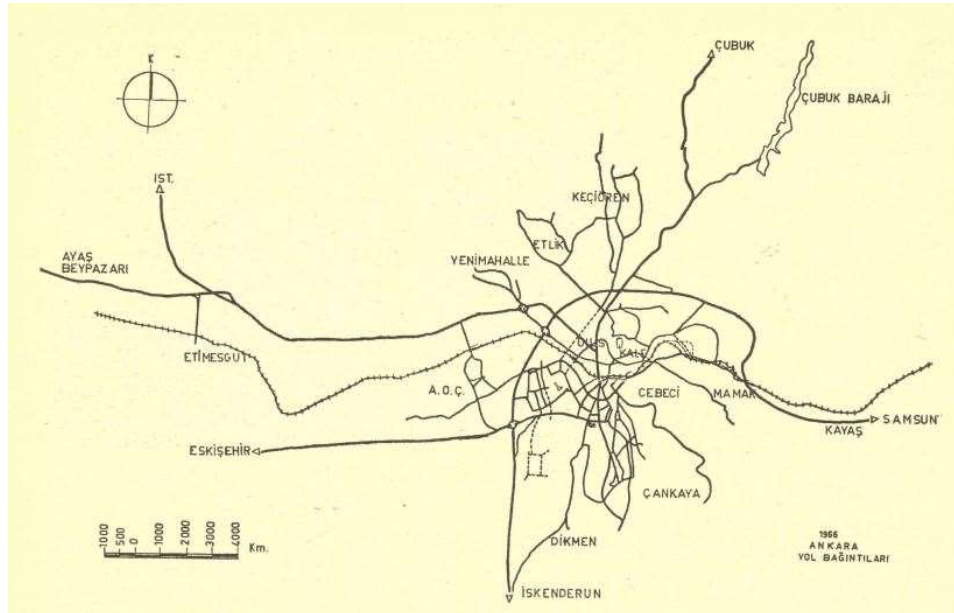 K
ÇUBUK
ÇUBUK BARAJI
IST.
KEÇİÖREN
ETLİK
AYAŞ
BEYPAZARI
YENİMAHALLE
ETİMESGUT
ULUS
KALE
A.O.Ç.
CEBECİ
MAMAK
SAMSUN
KAYAŞ
ESKİŞEHİR
ÇANKAYA
1000 500 0 1000 2000 3000 4000 Km.
DİKMEN
1966
ANKARA
YOL BAĞINTILARI
İSKENDERUN